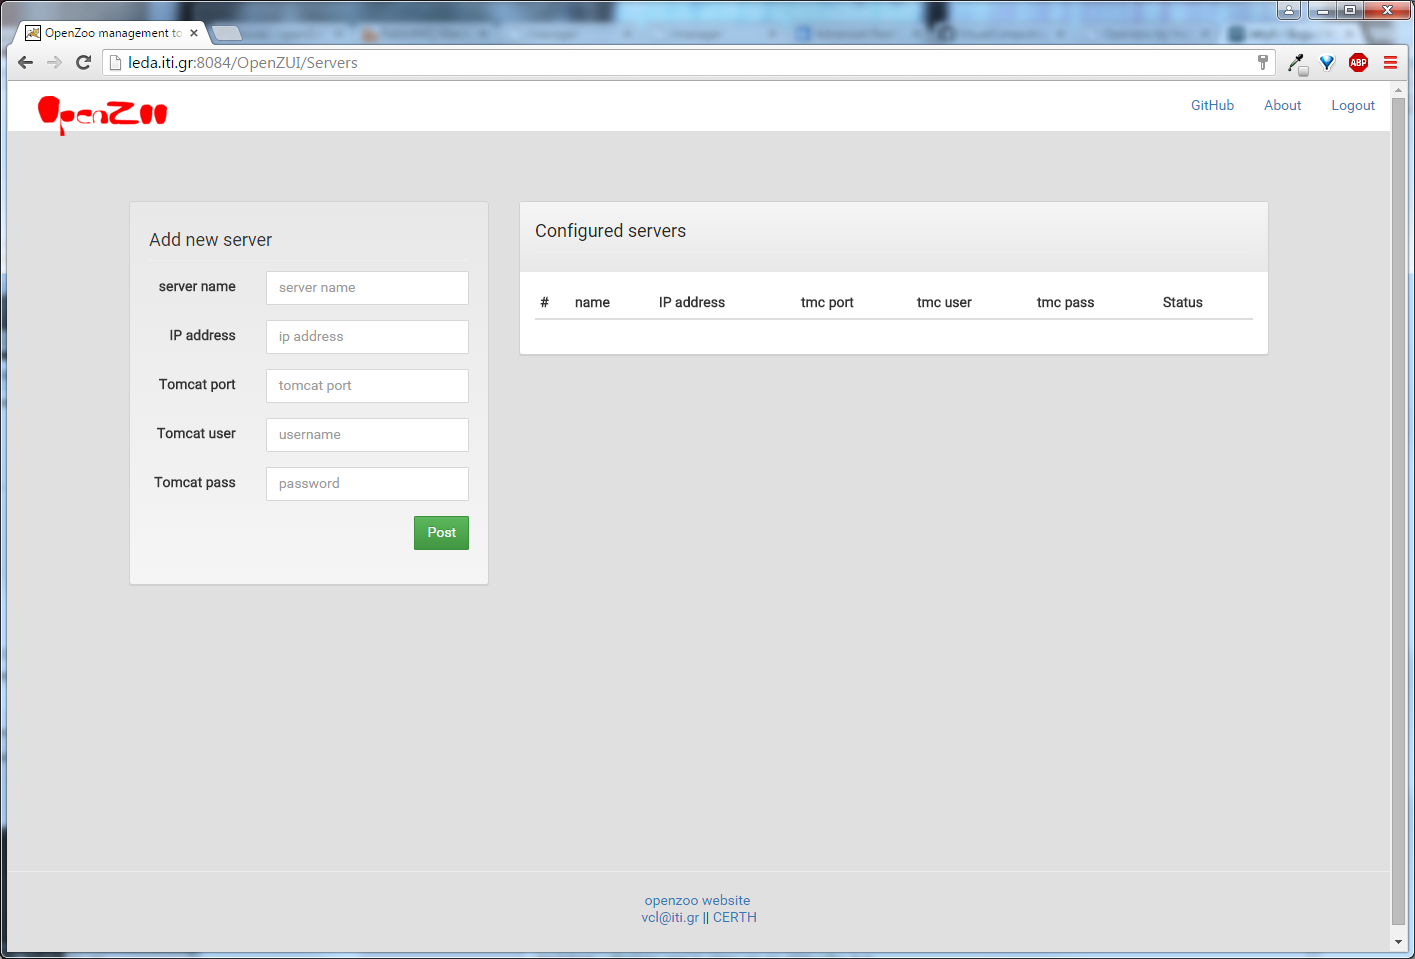 OpenZoo management to
leda.iti.gr:8084/OpenZUI/Servers
ABP
OpenZoo
GitHub About Logout
Add new server
server name server name
IP address ip address
Tomcat port tomcat port
Tomcat user username
Tomcat pass password
Post
Configured servers
# name IP address tmc port tmc user tmc pass Status
openzoo website
vcl@iti.gr || CERTH